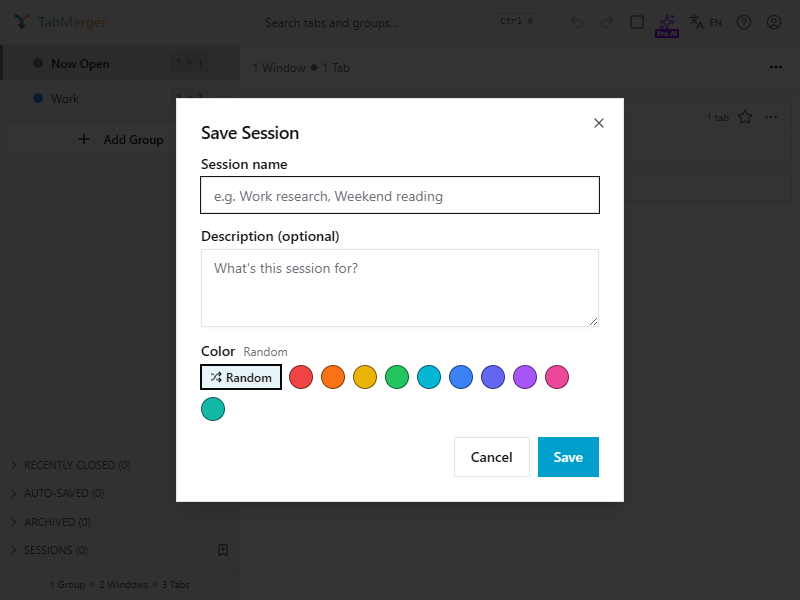 TabMerger
Search tabs and groups...
Ctrl X
Pro AI
EN
Now Open
1 + 1
1 Window ◆ 1 Tab
Work
Add Group
1 tab
Save Session
Session name
e.g. Work research, Weekend reading
Description (optional)
What's this session for?
Color Random
Random
Cancel
Save
RECENTLY CLOSED (0)
AUTO-SAVED (0)
ARCHIVED (0)
SESSIONS (0)
1 Group ◆ 2 Windows ◆ 3 Tabs